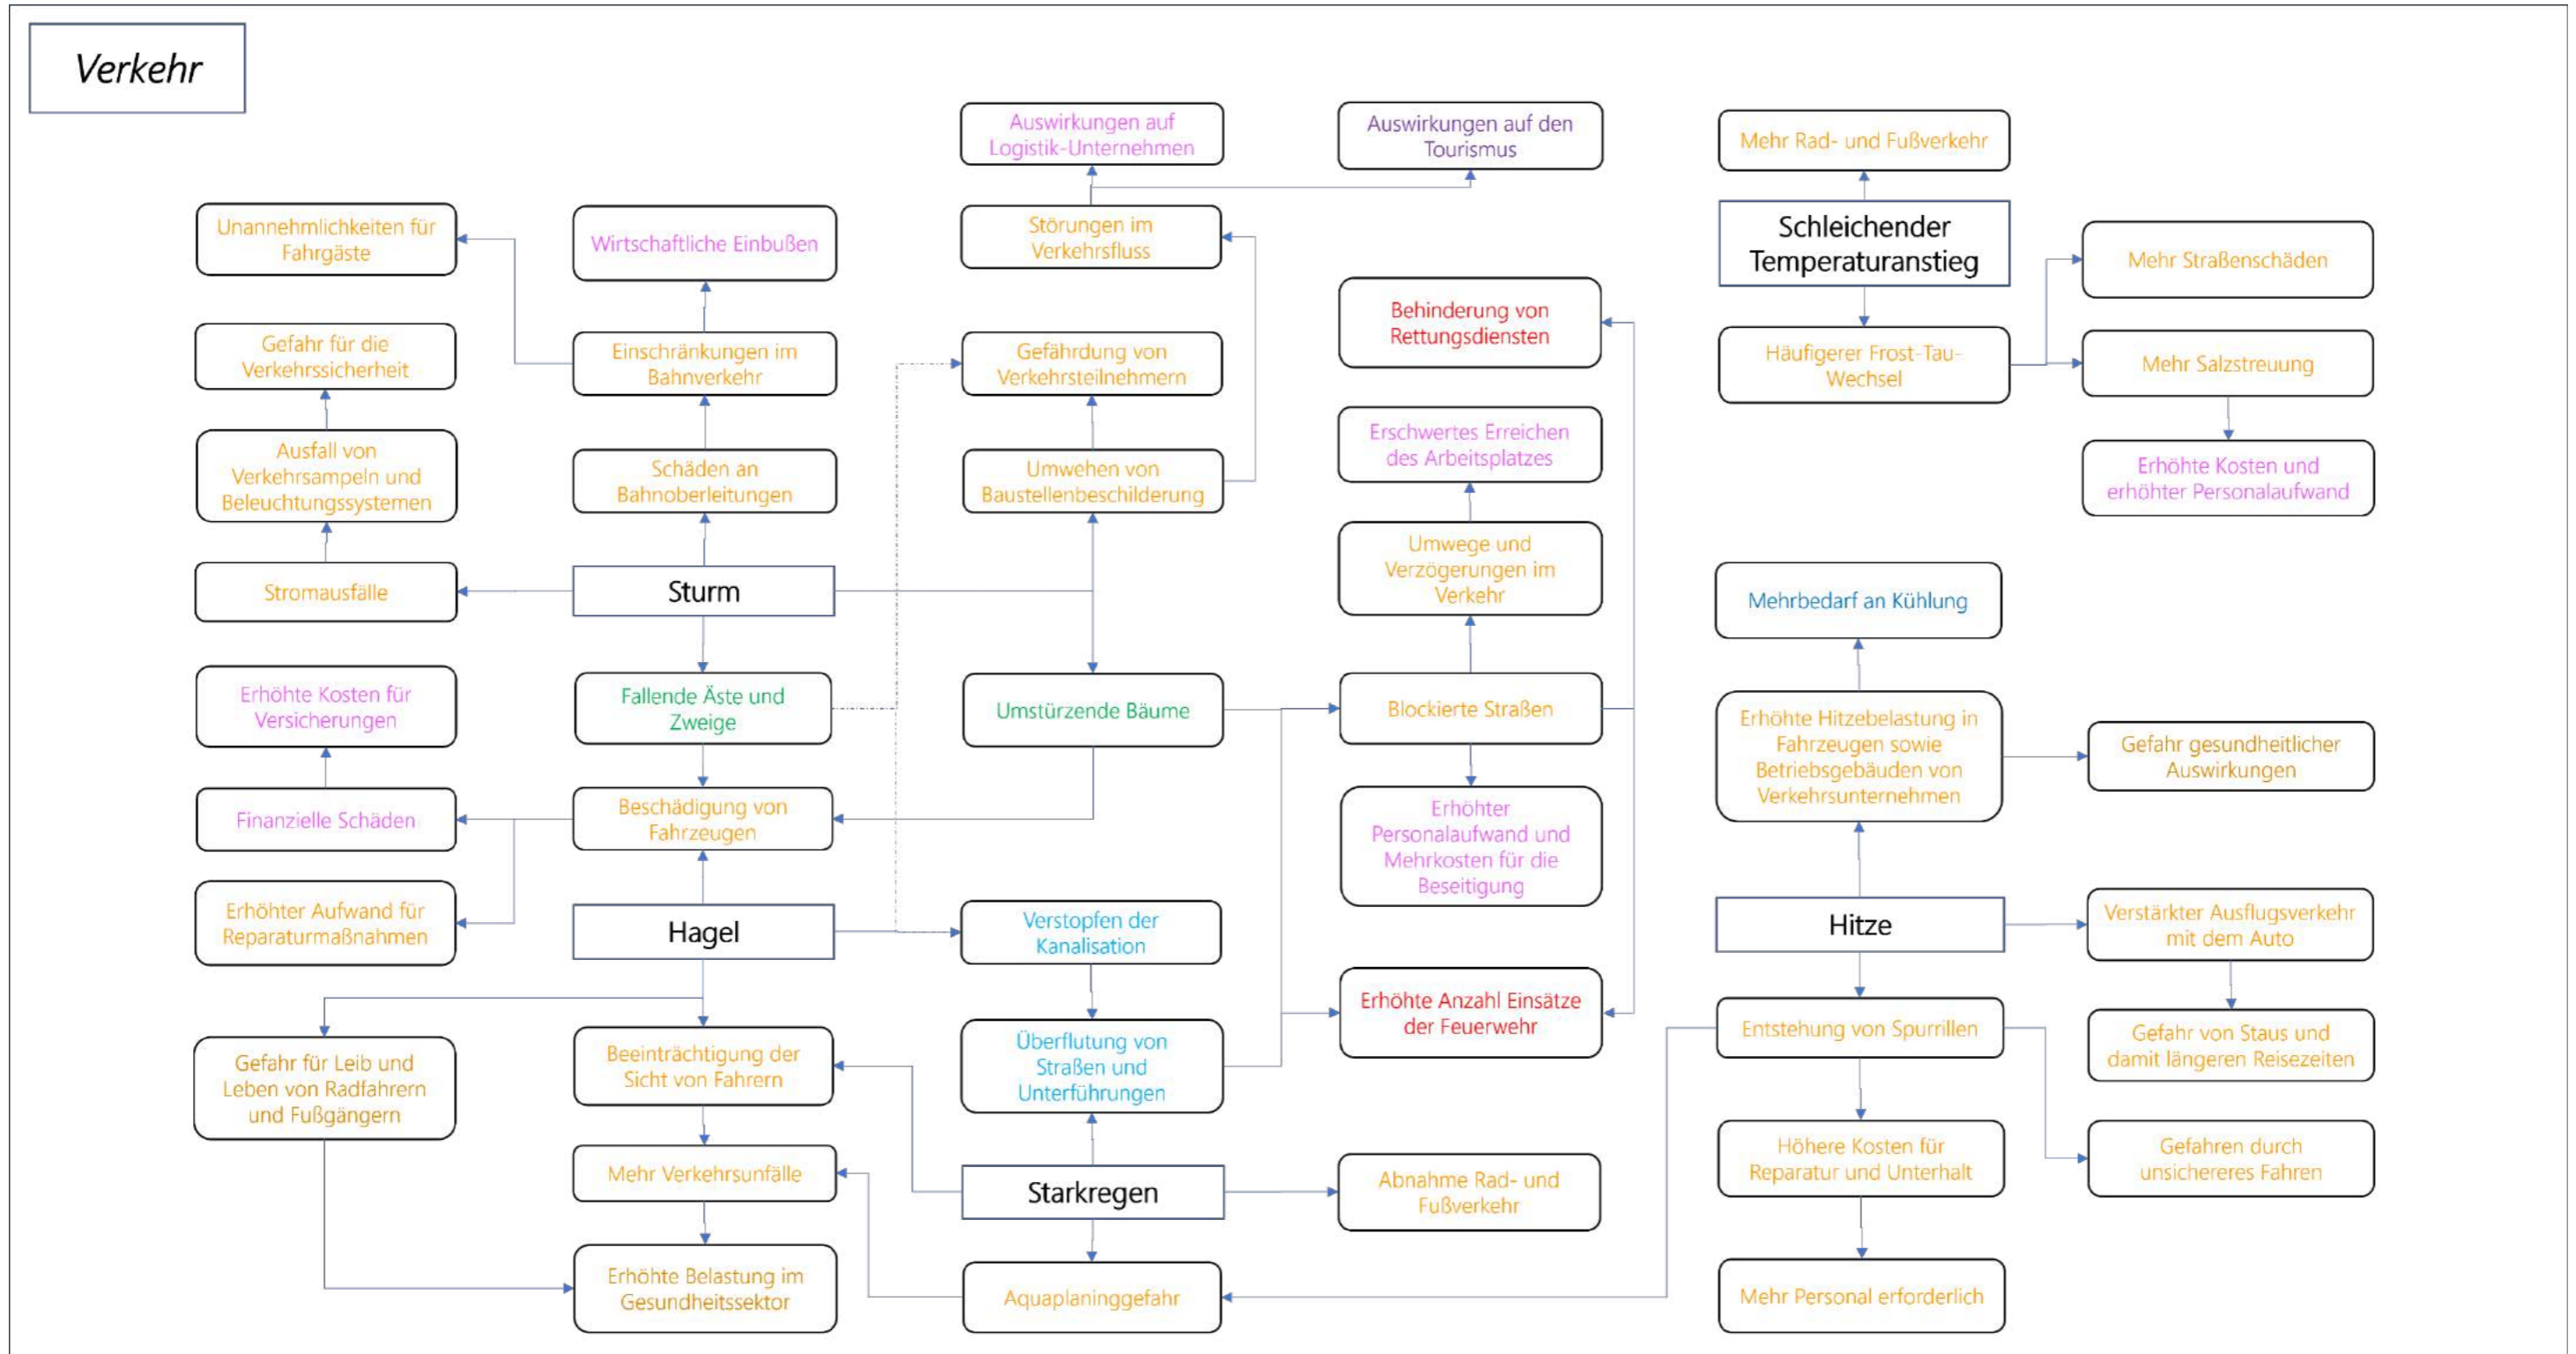 Verkehr
Auswirkungen auf
Logistik-Unternehmen
Auswirkungen auf den
Tourismus
Mehr Rad- und Fußverkehr
Unannehmlichkeiten für
Fahrgäste
Wirtschaftliche Einbußen
Störungen im
Verkehrsfluss
Schleichender
Temperaturanstieg
Mehr Straßenschäden
Behinderung von
Rettungsdiensten
Gefahr für die
Verkehrssicherheit
Einschränkungen im
Bahnverkehr
Gefährdung von
Verkehrsteilnehmern
Häufigerer Frost-Tau-
Wechsel
Mehr Salzstreuung
Ausfall von
Verkehrsampeln und
Beleuchtungssystemen
Schäden an
Bahnoberleitungen
Umwehen von
Baustellenbeschilderung
Erschwertes Erreichen
des Arbeitsplatzes
Erhöhte Kosten und
erhöhter Personalaufwand
Stromausfälle
Sturm
Umwege und
Verzögerungen im
Verkehr
Mehrbedarf an Kühlung
Erhöhte Kosten für
Versicherungen
Fallende Äste und
Zweige
Umstürzende Bäume
Blockierte Straßen
Erhöhte Hitzebelastung in
Fahrzeugen sowie
Betriebsgebäuden von
Verkehrsunternehmen
Gefahr gesundheitlicher
Auswirkungen
Finanzielle Schäden
Beschädigung von
Fahrzeugen
Erhöhter
Personalaufwand und
Mehrkosten für die
Beseitigung
Erhöhter Aufwand für
Reparaturmaßnahmen
Hagel
Verstopfen der
Kanalisation
Hitze
Verstärkter Ausflugsverkehr
mit dem Auto
Erhöhte Anzahl Einsätze
der Feuerwehr
Gefahr für Leib und
Leben von Radfahrern
und Fußgängern
Beeinträchtigung der
Sicht von Fahrern
Überflutung von
Straßen und
Unterführungen
Entstehung von Spurrillen
Gefahr von Staus und
damit längeren Reisezeiten
Mehr Verkehrsunfälle
Starkregen
Abnahme Rad- und
Fußverkehr
Höhere Kosten für
Reparatur und Unterhalt
Gefahren durch
unsichereres Fahren
Erhöhte Belastung im
Gesundheitssektor
Aquaplaninggefahr
Mehr Personal erforderlich